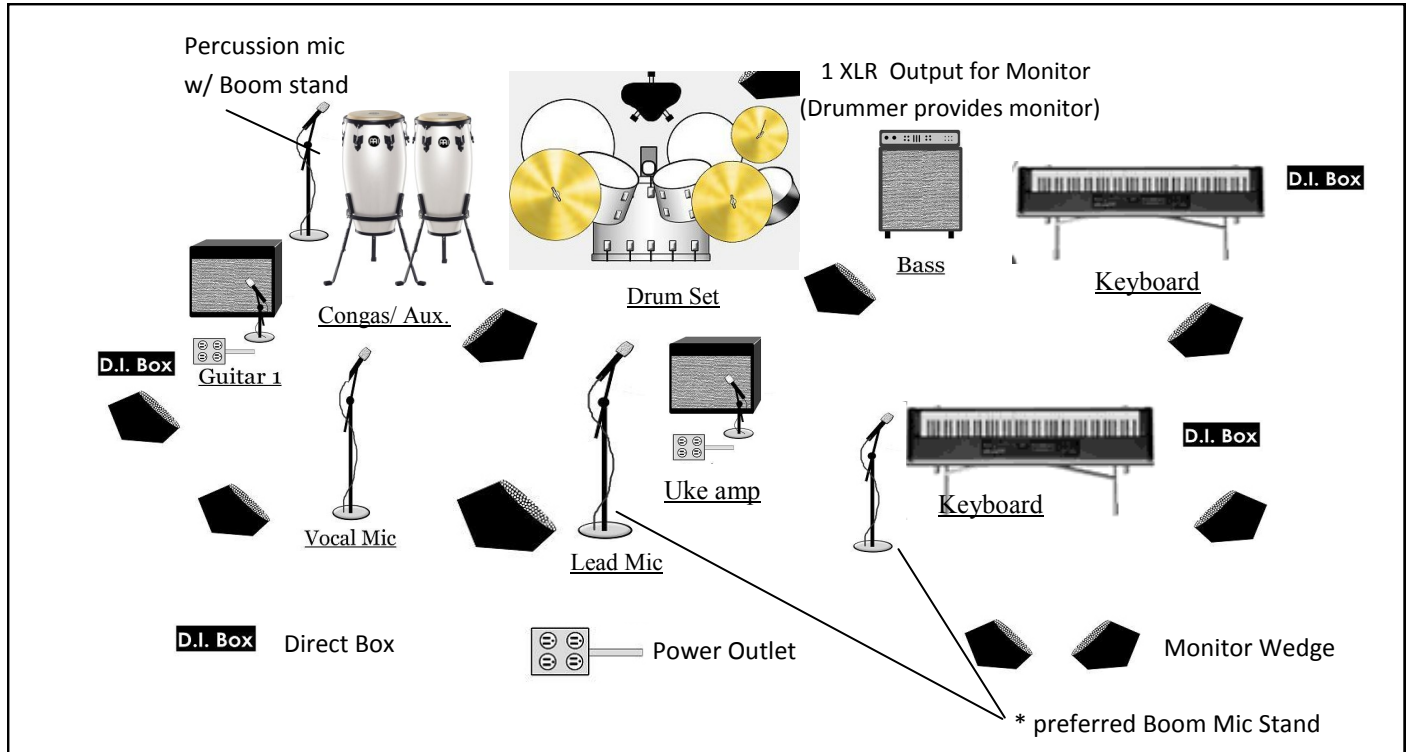 Percussion mic
w/ Boom stand
1 XLR Output for Monitor
(Drummer provides monitor)
D.I. Box
Bass
Keyboard
Drum Set
Congas/ Aux.
D.I. Box
Guitar 1
D.I. Box
Uke amp
Keyboard
Vocal Mic
Lead Mic
D.I. Box
Direct Box
Power Outlet
Monitor Wedge
* preferred Boom Mic Stand